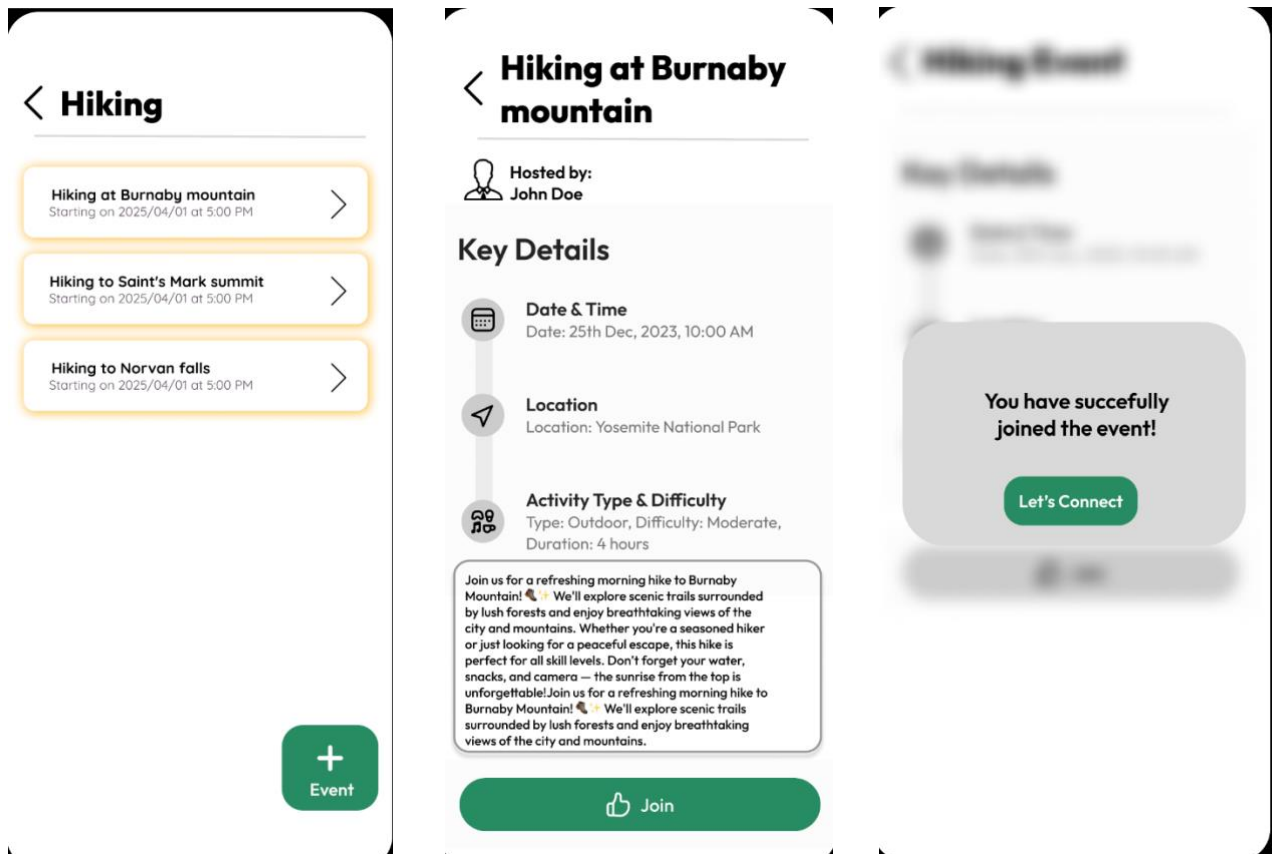 Hiking
Hiking at Burnaby mountain
Starting on 2025/04/01 at 5:00 PM
Hiking to Saint's Mark summit
Starting on 2025/04/01 at 5:00 PM
Hiking to Norvan falls
Starting on 2025/04/01 at 5:00 PM
Event
Hiking at Burnaby
mountain
Hosted by:
John Doe
Key Details
Date & Time
Date: 25th Dec, 2023, 10:00 AM
Location
Location: Yosemite National Park
Activity Type & Difficulty
Type: Outdoor, Difficulty: Moderate,
Duration: 4 hours
Join us for a refreshing morning hike to Burnaby
Mountain! 🥾✨ We'll explore scenic trails surrounded
by lush forests and enjoy breathtaking views of the
city and mountains. Whether you're a seasoned hiker
or just looking for a peaceful escape, this hike is
perfect for all skill levels. Don't forget your water,
snacks, and camera — the sunrise from the top is
unforgettable!Join us for a refreshing morning hike to
Burnaby Mountain! 🥾✨ We'll explore scenic trails
surrounded by lush forests and enjoy breathtaking
views of the city and mountains.
Join
Hiking Event
Key Details
You have succefully
joined the event!
Let's Connect